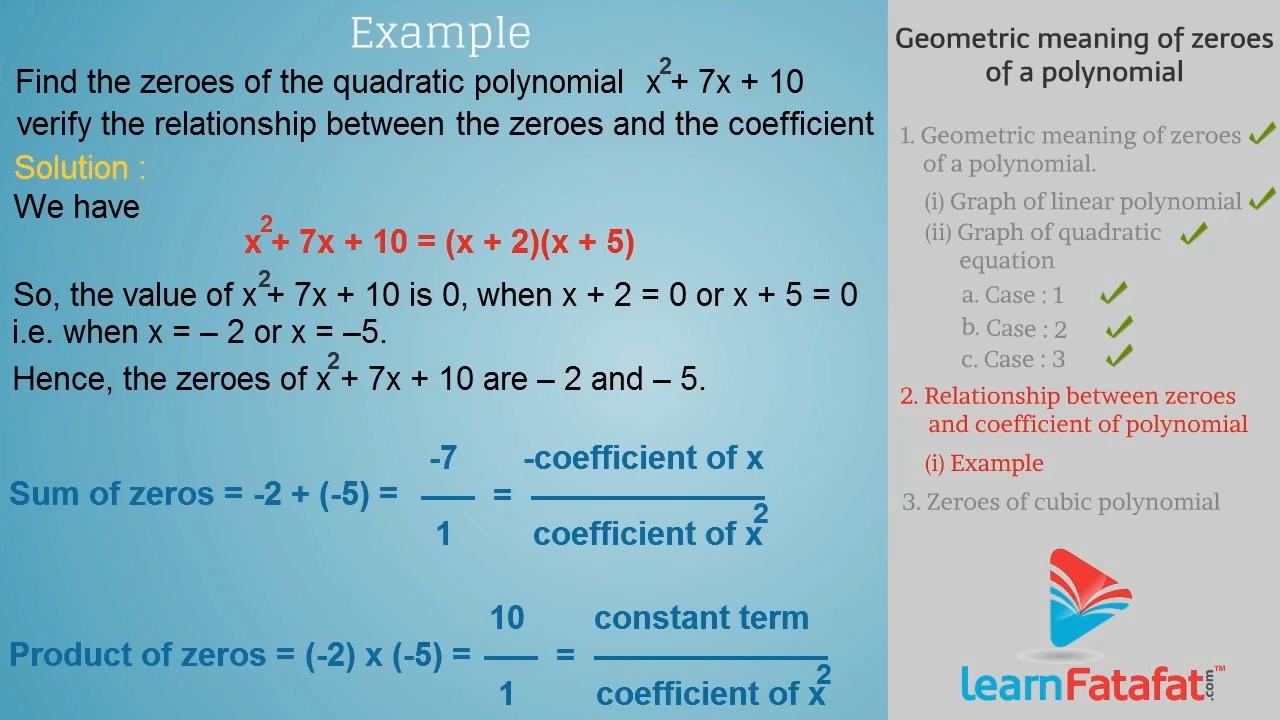 Example
Find the zeroes of the quadratic polynomial x² + 7x + 10
verify the relationship between the zeroes and the coefficient
Solution :
We have
x² + 7x + 10 = (x + 2)(x + 5)
So, the value of x² + 7x + 10 is 0, when x + 2 = 0 or x + 5 = 0
i.e. when x = – 2 or x = –5.
Hence, the zeroes of x² + 7x + 10 are – 2 and – 5.
Sum of zeros = -2 + (-5) = -7/1 = -coefficient of x/coefficient of x²
Product of zeros = (-2) x (-5) = 10/1 = constant term/coefficient of x²
Geometric meaning of zeroes
of a polynomial
1. Geometric meaning of zeroes ✓
of a polynomial.
(i) Graph of linear polynomial ✓
(ii) Graph of quadratic ✓
equation
a. Case : 1 ✓
b. Case : 2 ✓
c. Case : 3 ✓
2. Relationship between zeroes
and coefficient of polynomial
(i) Example
3. Zeroes of cubic polynomial
learnFatafat.com™